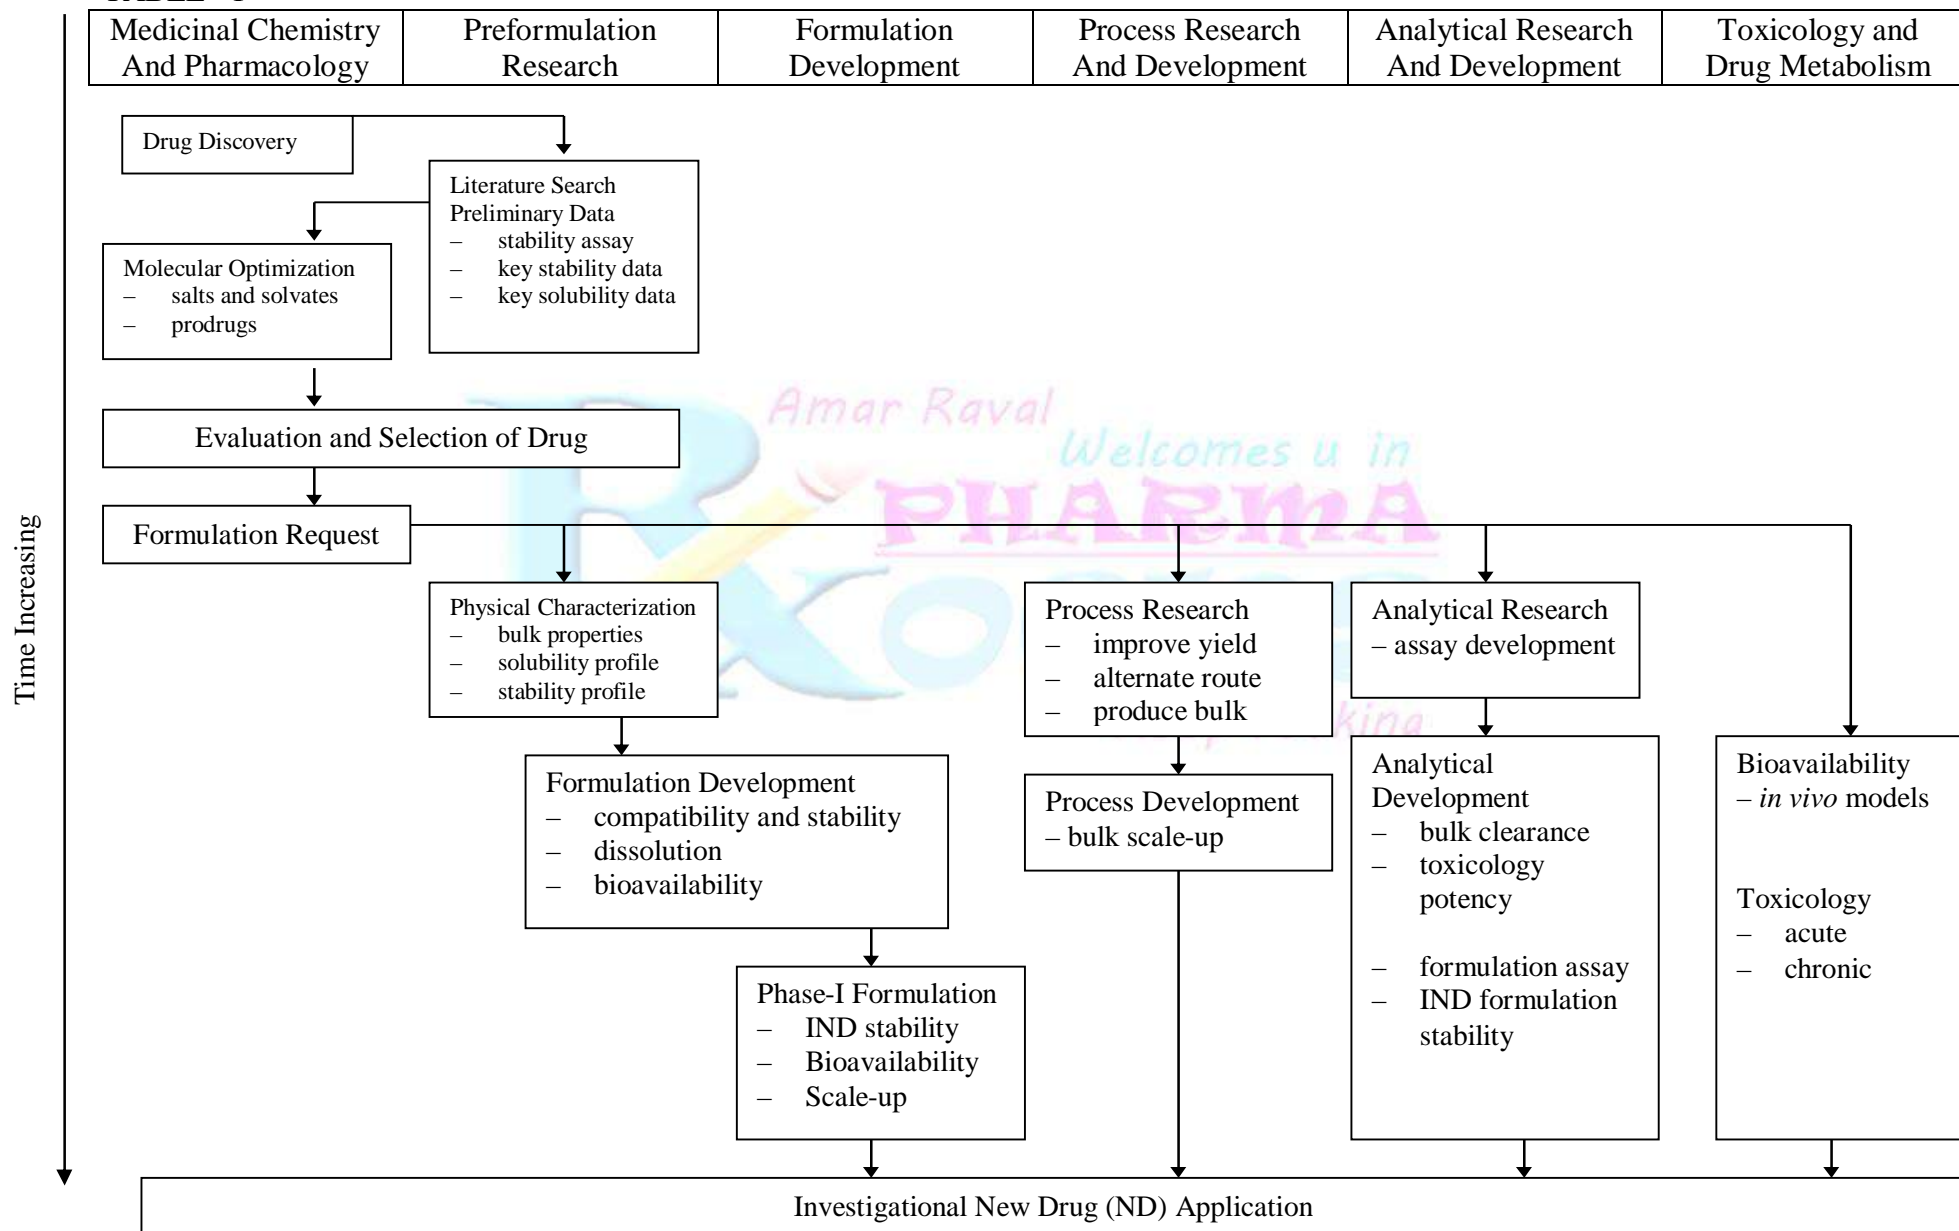 Medicinal Chemistry
And Pharmacology
Preformulation
Research
Formulation
Development
Process Research
And Development
Analytical Research
And Development
Toxicology and
Drug Metabolism
Time Increasing
Drug Discovery
Literature Search
Preliminary Data
– stability assay
– key stability data
– key solubility data
Molecular Optimization
– salts and solvates
– prodrugs
Evaluation and Selection of Drug
Formulation Request
Amar Raval
Welcomes u in
PHARMA
Physical Characterization
– bulk properties
– solubility profile
– stability profile
Formulation Development
– compatibility and stability
– dissolution
– bioavailability
Phase-I Formulation
– IND stability
– Bioavailability
– Scale-up
Process Research
– improve yield
– alternate route
– produce bulk
Process Development
– bulk scale-up
Analytical Research
– assay development
Analytical
Development
– bulk clearance
– toxicology
potency
– formulation assay
– IND formulation
stability
Bioavailability
– in vivo models
Toxicology
– acute
– chronic
Investigational New Drug (ND) Application